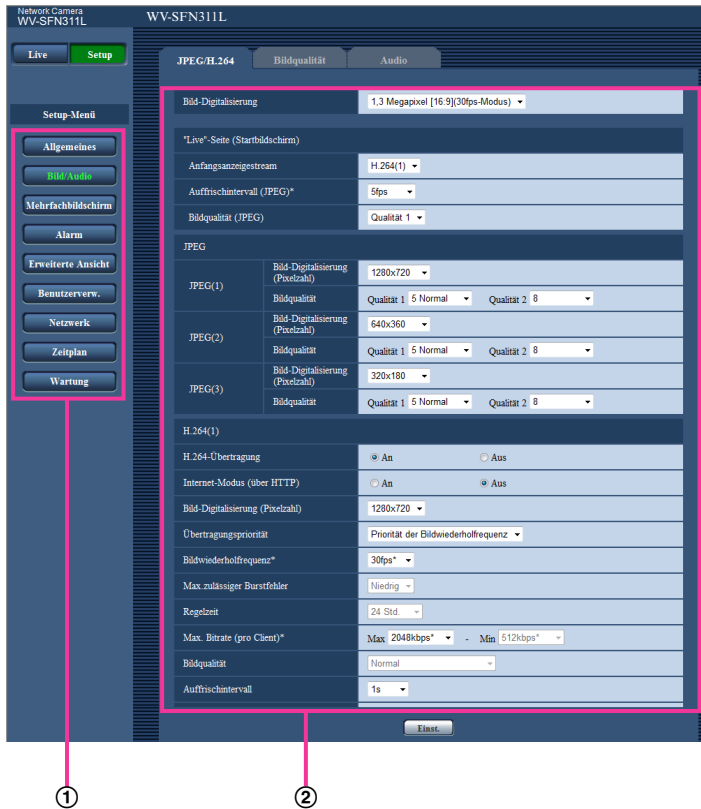 Network Camera
WV-SFN311L
WV-SFN311L
Live Setup
JPEG/H.264 Bildqualität Audio
Setup-Menü
Allgemeines
Bild/Audio
Mehrfachbildschirm
Alarm
Erweiterte Ansicht
Benutzerverw.
Netzwerk
Zeitplan
Wartung
Bild-Digitalisierung 1,3 Megapixel [16:9](30fps-Modus)
"Live"-Seite (Startbildschirm)
Anfangsanzeigestream H.264(1)
Auffrischintervall (JPEG)* 5fps
Bildqualität (JPEG) Qualität 1
JPEG
JPEG(1)
Bild-Digitalisierung (Pixelzahl) 1280x720
Bildqualität Qualität 1 5 Normal Qualität 2 8
JPEG(2)
Bild-Digitalisierung (Pixelzahl) 640x360
Bildqualität Qualität 1 5 Normal Qualität 2 8
JPEG(3)
Bild-Digitalisierung (Pixelzahl) 320x180
Bildqualität Qualität 1 5 Normal Qualität 2 8
H.264(1)
H.264-Übertragung An Aus
Internet-Modus (über HTTP) An Aus
Bild-Digitalisierung (Pixelzahl) 1280x720
Übertragungspriorität Priorität der Bildwiederholfrequenz
Bildwiederholfrequenz* 30fps*
Max.zulässiger Burstfehler Niedrig
Regelzeit 24 Std.
Max. Bitrate (pro Client)* Max 2048kbps* - Min 512kbps*
Bildqualität Normal
Auffrischintervall 1s
Einst.
① ②